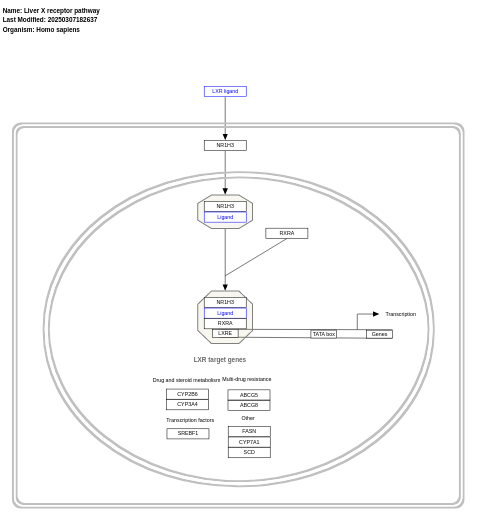 Name: Liver X receptor pathway
Last Modified: 20250307182637
Organism: Homo sapiens
LXR ligand
NR1H3
NR1H3
Ligand
RXRA
NR1H3
Ligand
RXRA
LXRE
TATA box
Genes
Transcription
LXR target genes
Drug and steroid metabolism
CYP2B6
CYP3A4
Transcription factors
SREBF1
Multi-drug resistance
ABCG5
ABCG8
Other
FASN
CYP7A1
SCD